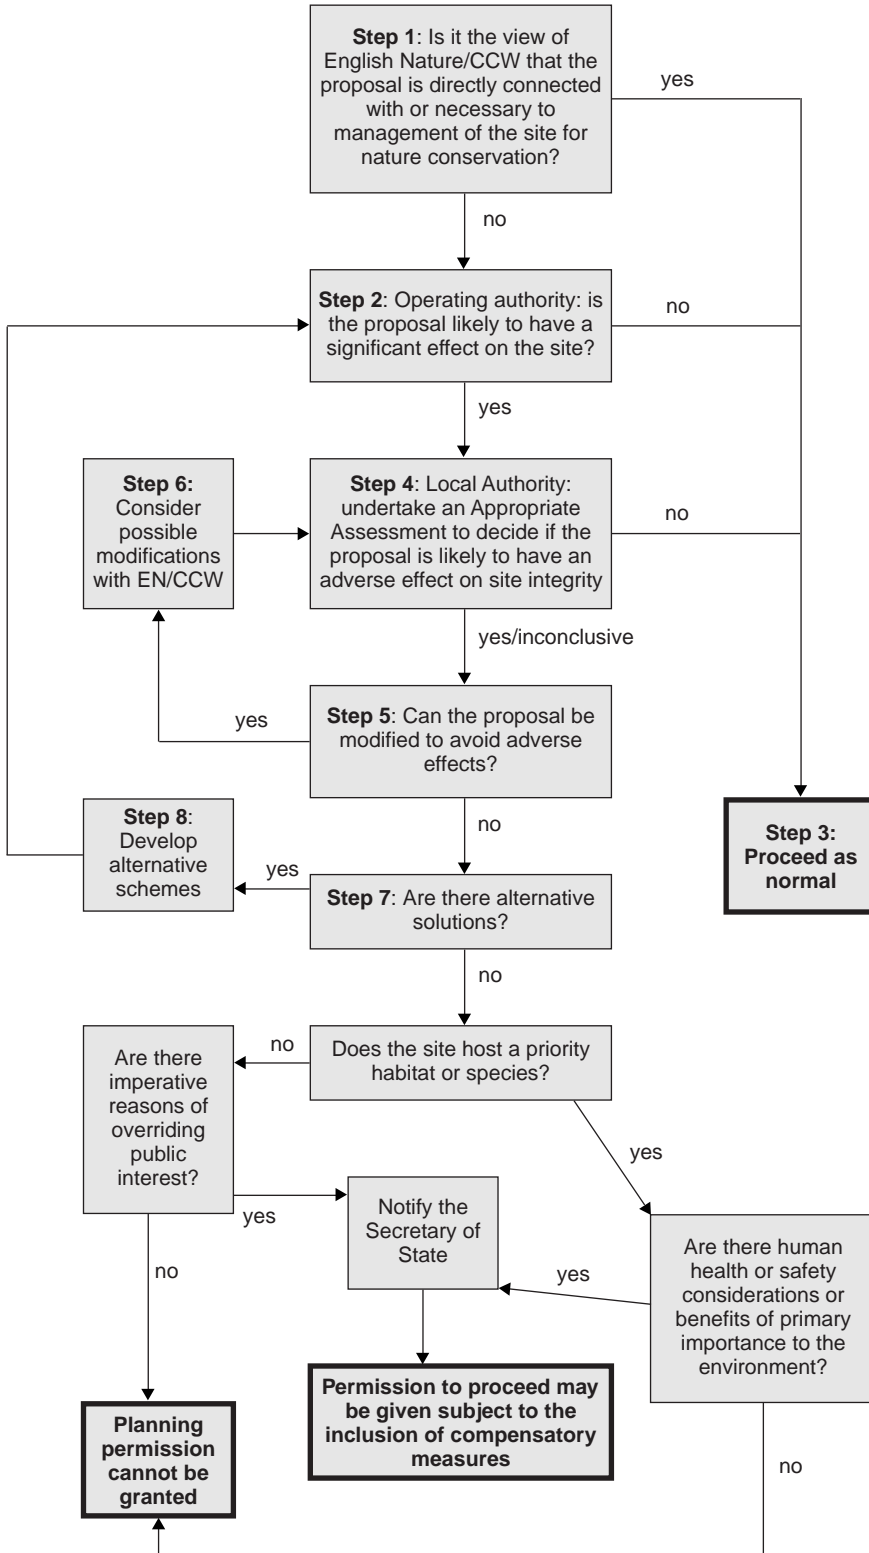 Step 1: Is it the view of
English Nature/CCW that the
proposal is directly connected
with or necessary to
management of the site for
nature conservation?
yes
no
Step 2: Operating authority: is
the proposal likely to have a
significant effect on the site?
no
yes
Step 6:
Consider
possible
modifications
with EN/CCW
Step 4: Local Authority:
undertake an Appropriate
Assessment to decide if the
proposal is likely to have an
adverse effect on site integrity
no
yes/inconclusive
yes
Step 5: Can the proposal be
modified to avoid adverse
effects?
no
Step 8:
Develop
alternative
schemes
yes
Step 7: Are there alternative
solutions?
Step 3:
Proceed as
normal
no
Are there
imperative
reasons of
overriding
public
interest?
no
Does the site host a priority
habitat or species?
yes
yes
Notify the
Secretary of
State
yes
Are there human
health or safety
considerations or
benefits of primary
importance to the
environment?
no
Planning
permission
cannot be
granted
Permission to proceed may
be given subject to the
inclusion of compensatory
measures
no